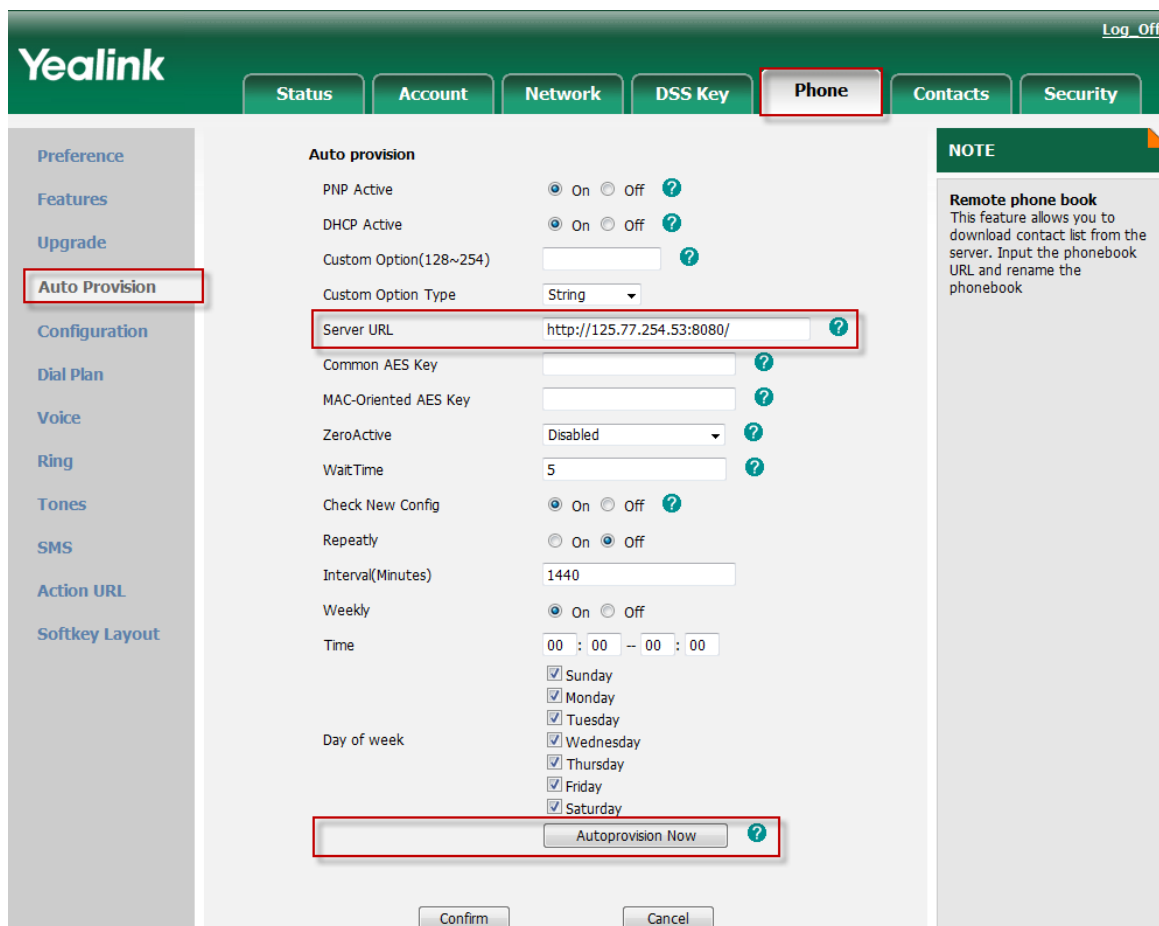 Log_Off
Yealink
Status Account Network DSS Key Phone Contacts Security
Preference
Features
Upgrade
Auto Provision
Configuration
Dial Plan
Voice
Ring
Tones
SMS
Action URL
Softkey Layout
Auto provision
PNP Active On Off ?
DHCP Active On Off ?
Custom Option(128~254) ?
Custom Option Type String
Server URL http://125.77.254.53:8080/ ?
Common AES Key ?
MAC-Oriented AES Key ?
ZeroActive Disabled ?
WaitTime 5 ?
Check New Config On Off ?
Repeatly On Off
Interval(Minutes) 1440
Weekly On Off
Time 00 : 00 -- 00 : 00
Day of week
Sunday
Monday
Tuesday
Wednesday
Thursday
Friday
Saturday
Autoprovision Now ?
Confirm Cancel
NOTE
Remote phone book
This feature allows you to
download contact list from the
server. Input the phonebook
URL and rename the
phonebook